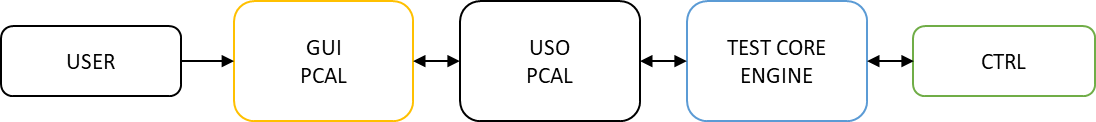 USER
GUI
PCAL
USO
PCAL
TEST CORE
ENGINE
CTRL